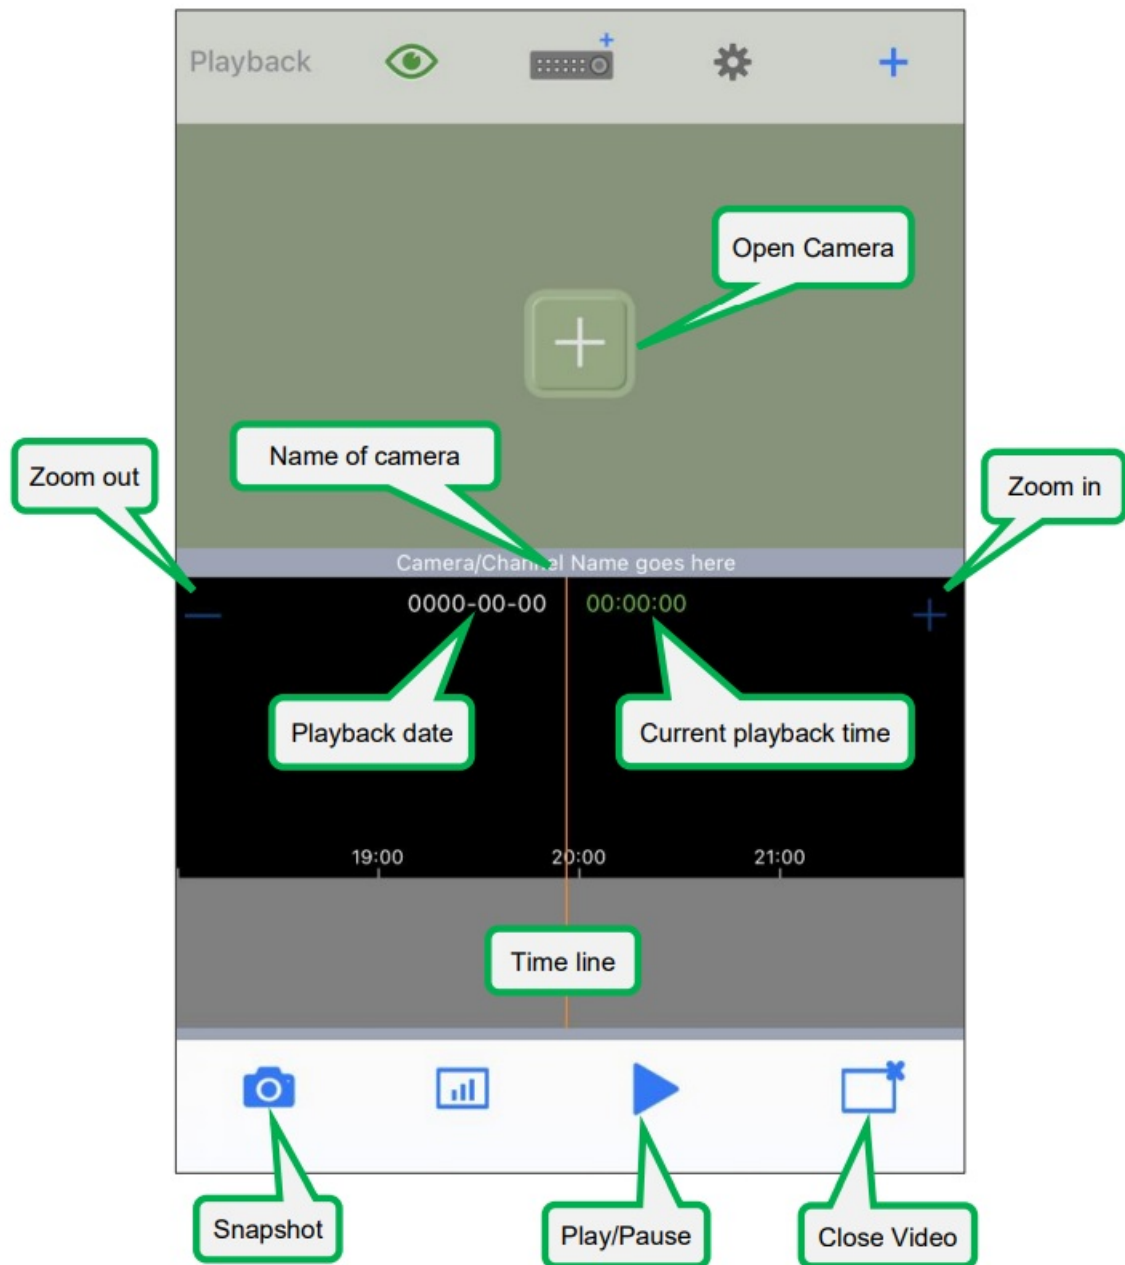 Playback
Open Camera
Name of camera
Zoom out
Zoom in
Camera/Channel Name goes here
0000-00-00 00:00:00
Playback date
Current playback time
19:00 20:00 21:00
Time line
Snapshot
Play/Pause
Close Video